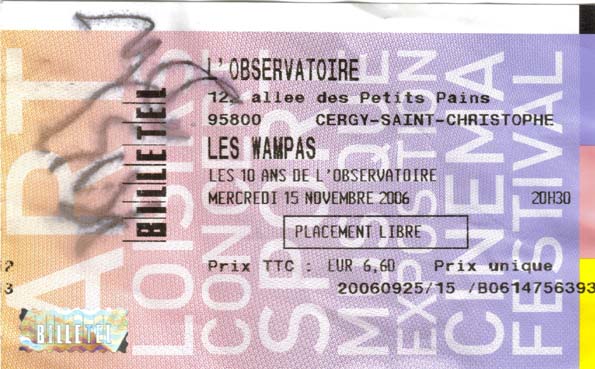 L'OBSERVATOIRE
12, allee des Petits Pains
95800 CERGY-SAINT-CHRISTOPHE
LES WAMPAS
LES 10 ANS DE L'OBSERVATOIRE
MERCREDI 15 NOVEMBRE 2006 20H30
PLACEMENT LIBRE
Prix TTC : EUR 6,60 Prix unique
20060925/15 /B0614756393
BILLETEL
BILLETEL
ART
LOISIRS
CONCERT
SPORT
MUSIQUE
EXPOSITION
CINEMA
FESTIVAL